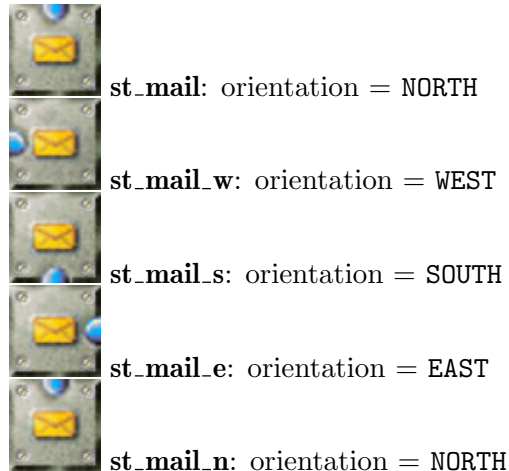 st_mail: orientation = NORTH
st_mail_w: orientation = WEST
st_mail_s: orientation = SOUTH
st_mail_e: orientation = EAST
st_mail_n: orientation = NORTH